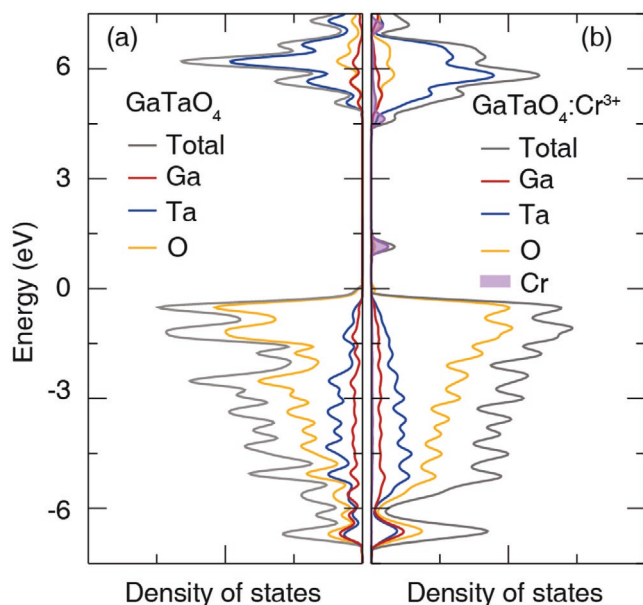 (a)
(b)
GaTaO₄
Total
Ga
Ta
O
GaTaO₄:Cr³⁺
Total
Ga
Ta
O
Cr
Energy (eV)
6
3
0
-3
-6
Density of states
Density of states